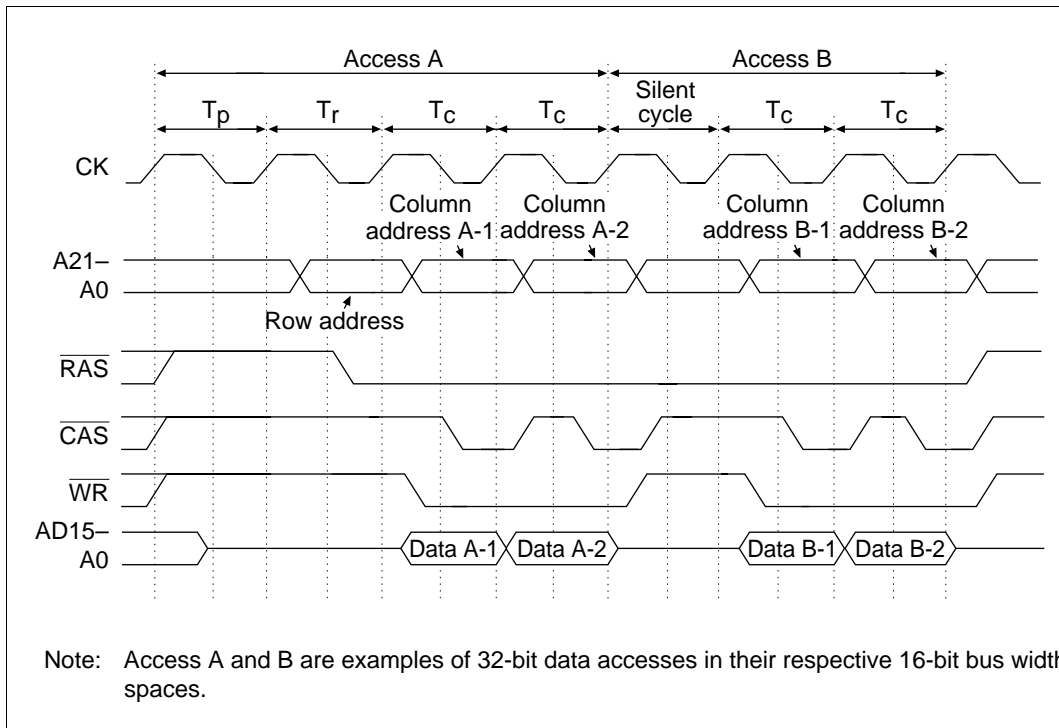 Access A Access B
Tp Tr Tc Tc Silent cycle Tc Tc
CK
Column address A-1 Column address A-2 Column address B-1 Column address B-2
A21–
A0
Row address
RAS
CAS
WR
AD15–
A0
Data A-1 Data A-2 Data B-1 Data B-2
Note: Access A and B are examples of 32-bit data accesses in their respective 16-bit bus width
spaces.